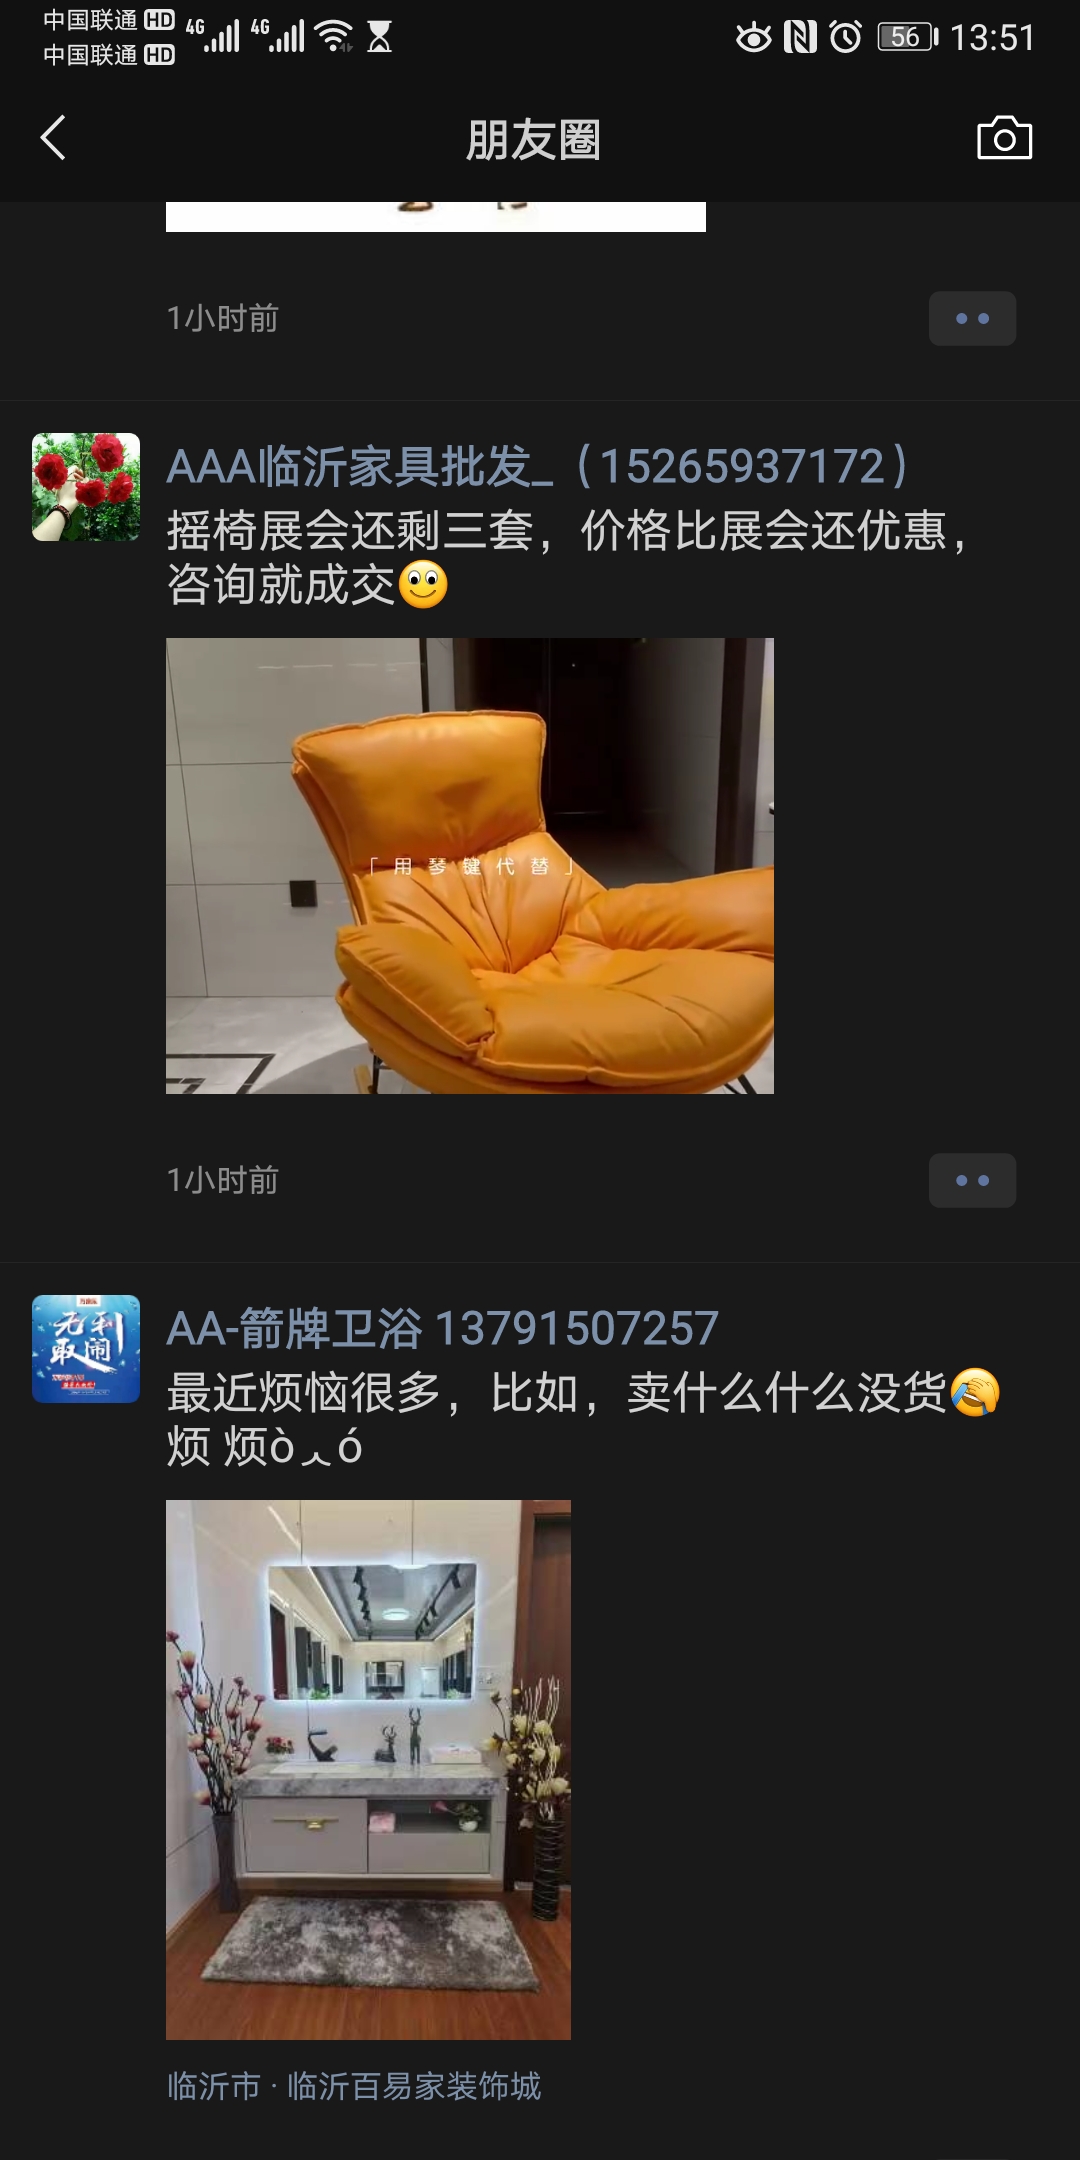 中国联通 HD 4G 4G 56 13:51
中国联通 HD
朋友圈
1小时前
AAA临沂家具批发_（15265937172）
摇椅展会还剩三套，价格比展会还优惠，
咨询就成交
「用琴键代替」
1小时前
无利
取闹
AA-箭牌卫浴 13791507257
最近烦恼很多，比如，卖什么什么没货
烦 烦ò︿ó
临沂市 · 临沂百易家装饰城